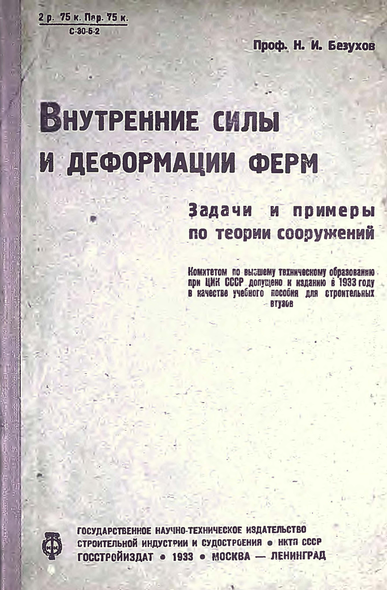 2 р. 75 к. Пер. 75 к.
С-30-5-2
Проф. Н. И. Безухов
Внутренние силы
и деформации ферм
Задачи и примеры
по теории сооружений
Комитетом по высшему техническому образованию
при ЦИК СССР допущено к изданию в 1933 году
в качестве учебного пособия для строительных
втузов
ГОСУДАРСТВЕННОЕ НАУЧНО-ТЕХНИЧЕСКОЕ ИЗДАТЕЛЬСТВО
СТРОИТЕЛЬНОЙ ИНДУСТРИИ И СУДОСТРОЕНИЯ • НКТП СССР
ГОССТРОЙИЗДАТ • 1933 • МОСКВА — ЛЕНИНГРАД